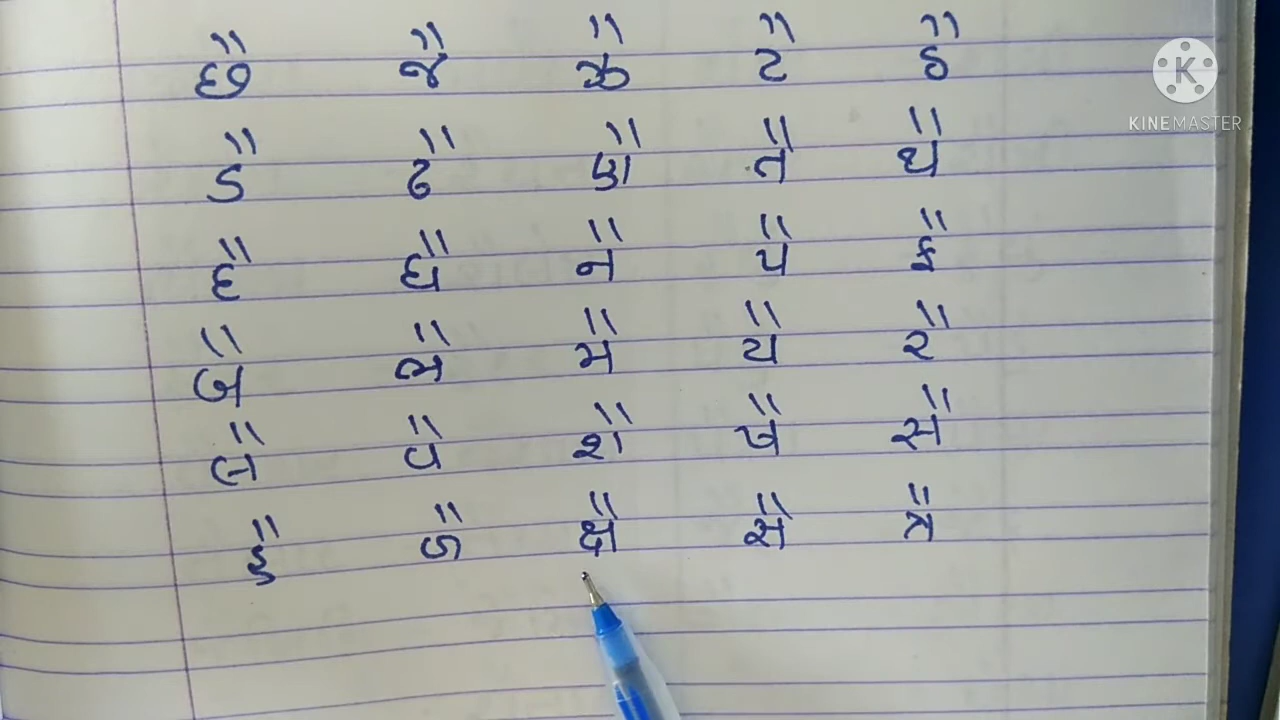 છૈ જૈ ઝૈ ટૈ ઠૈ
ડૈ ઢૈ ણૈ તૈ થૈ
દૈ ધૈ નૈ પૈ ફૈ
બૈ ભૈ મૈ યૈ રૈ
લૈ વૈ શૈ ષૈ સૈ
હૈ ળૈ ક્ષૈ ત્રૈ
KINEMASTER